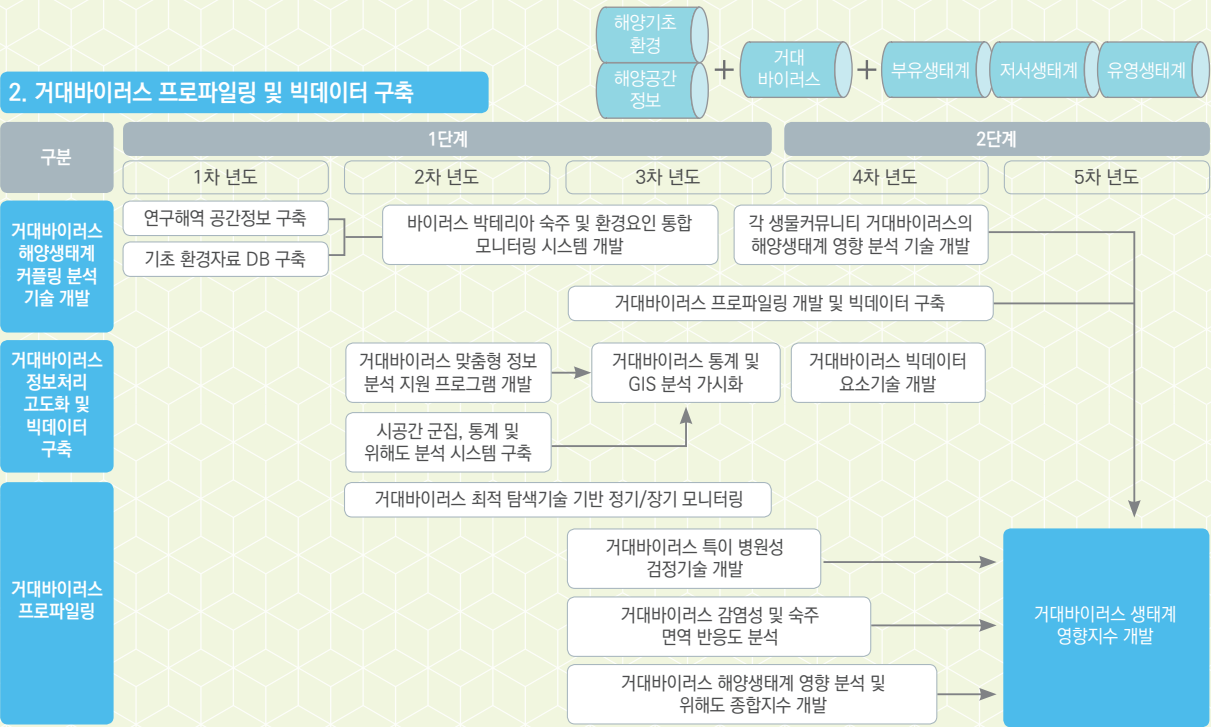 해양기초
환경
해양공간
정보
+
거대
바이러스
+
부유생태계
저서생태계
유영생태계
2. 거대바이러스 프로파일링 및 빅데이터 구축
구분
1단계
2단계
1차 년도
2차 년도
3차 년도
4차 년도
5차 년도
거대바이러스
해양생태계
커플링 분석
기술 개발
연구해역 공간정보 구축
기초 환경자료 DB 구축
바이러스 박테리아 숙주 및 환경요인 통합
모니터링 시스템 개발
각 생물커뮤니티 거대바이러스의
해양생태계 영향 분석 기술 개발
거대바이러스 프로파일링 개발 및 빅데이터 구축
거대바이러스
정보처리
고도화 및
빅데이터
구축
거대바이러스 맞춤형 정보
분석 지원 프로그램 개발
거대바이러스 통계 및
GIS 분석 가시화
거대바이러스 빅데이터
요소기술 개발
시공간 군집, 통계 및
위해도 분석 시스템 구축
거대바이러스
프로파일링
거대바이러스 최적 탐색기술 기반 정기/장기 모니터링
거대바이러스 특이 병원성
검정기술 개발
거대바이러스 감염성 및 숙주
면역 반응도 분석
거대바이러스 해양생태계 영향 분석 및
위해도 종합지수 개발
거대바이러스 생태계
영향지수 개발